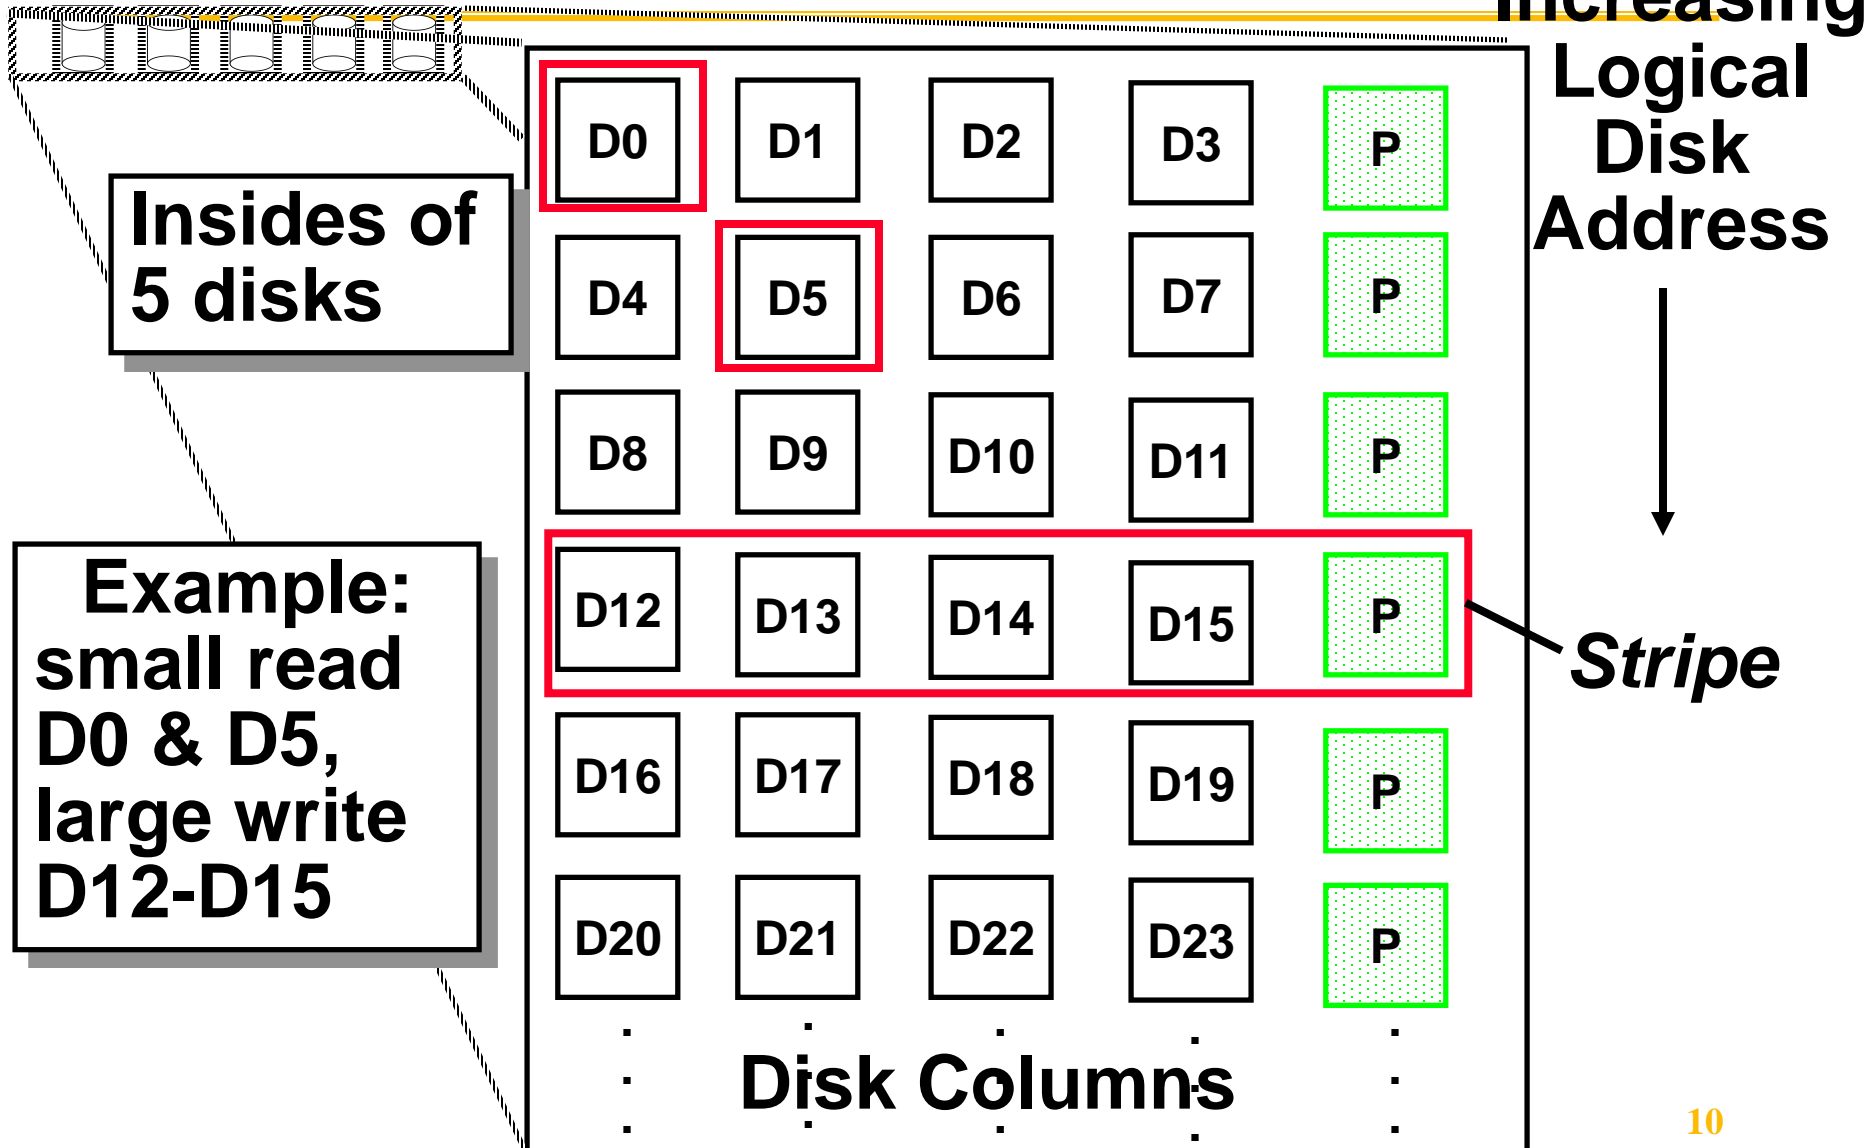 Increasing
Logical
Disk
Address
Insides of
5 disks
D0 D1 D2 D3 P
D4 D5 D6 D7 P
D8 D9 D10 D11 P
D12 D13 D14 D15 P
Stripe
D16 D17 D18 D19 P
D20 D21 D22 D23 P
Example:
small read
D0 & D5,
large write
D12-D15
Disk Columns
10